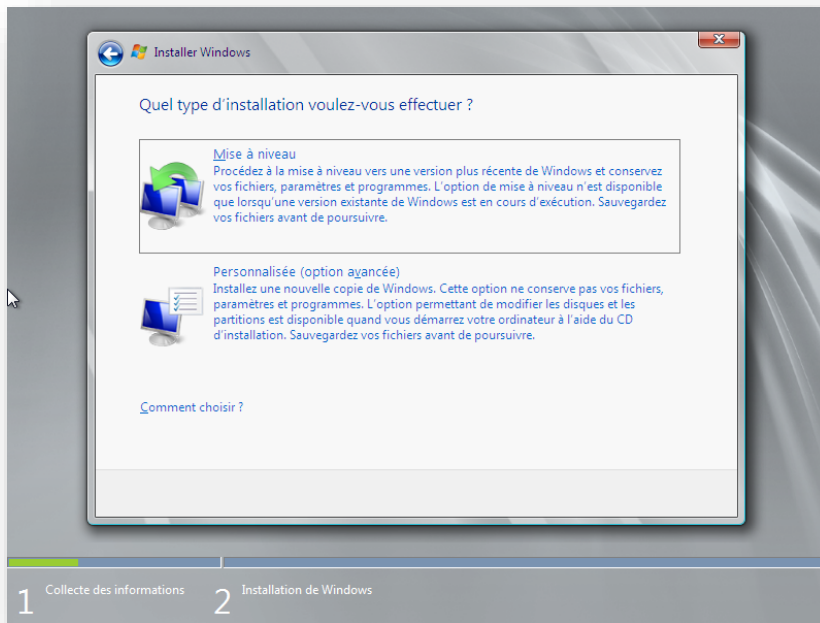 Installer Windows
Quel type d'installation voulez-vous effectuer ?
Mise à niveau
Procédez à la mise à niveau vers une version plus récente de Windows et conservez
vos fichiers, paramètres et programmes. L'option de mise à niveau n'est disponible
que lorsqu'une version existante de Windows est en cours d'exécution. Sauvegardez
vos fichiers avant de poursuivre.
Personnalisée (option avancée)
Installez une nouvelle copie de Windows. Cette option ne conserve pas vos fichiers,
paramètres et programmes. L'option permettant de modifier les disques et les
partitions est disponible quand vous démarrez votre ordinateur à l'aide du CD
d'installation. Sauvegardez vos fichiers avant de poursuivre.
Comment choisir ?
1 Collecte des informations
2 Installation de Windows